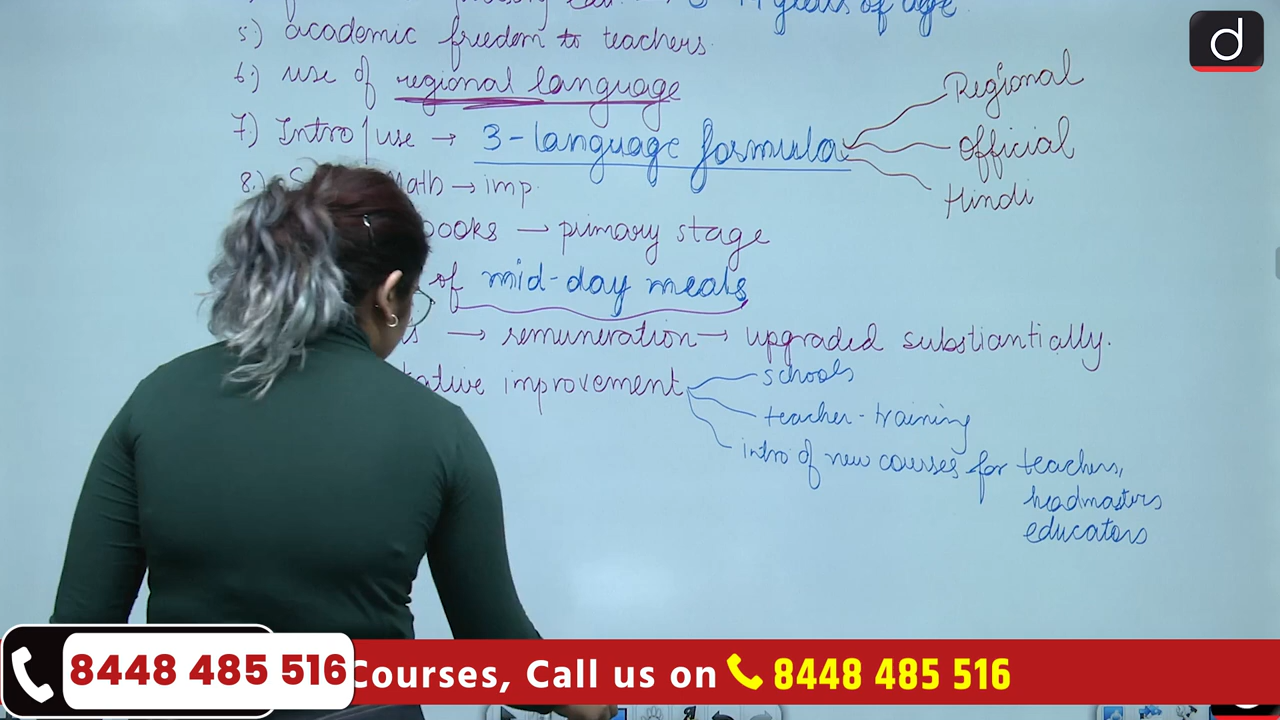 5.) academic freedom to teachers.
6.) use of regional language
7.) Intro/use → 3-language formula
Regional
official
Hindi
8.) Math → imp.
books → primary stage
of mid-day meals
→ remuneration → upgraded substiantially.
improvement
schools
teacher-training
intro of new courses for teachers,
headmasters
educators
d
8448 485 516
Courses, Call us on 8448 485 516